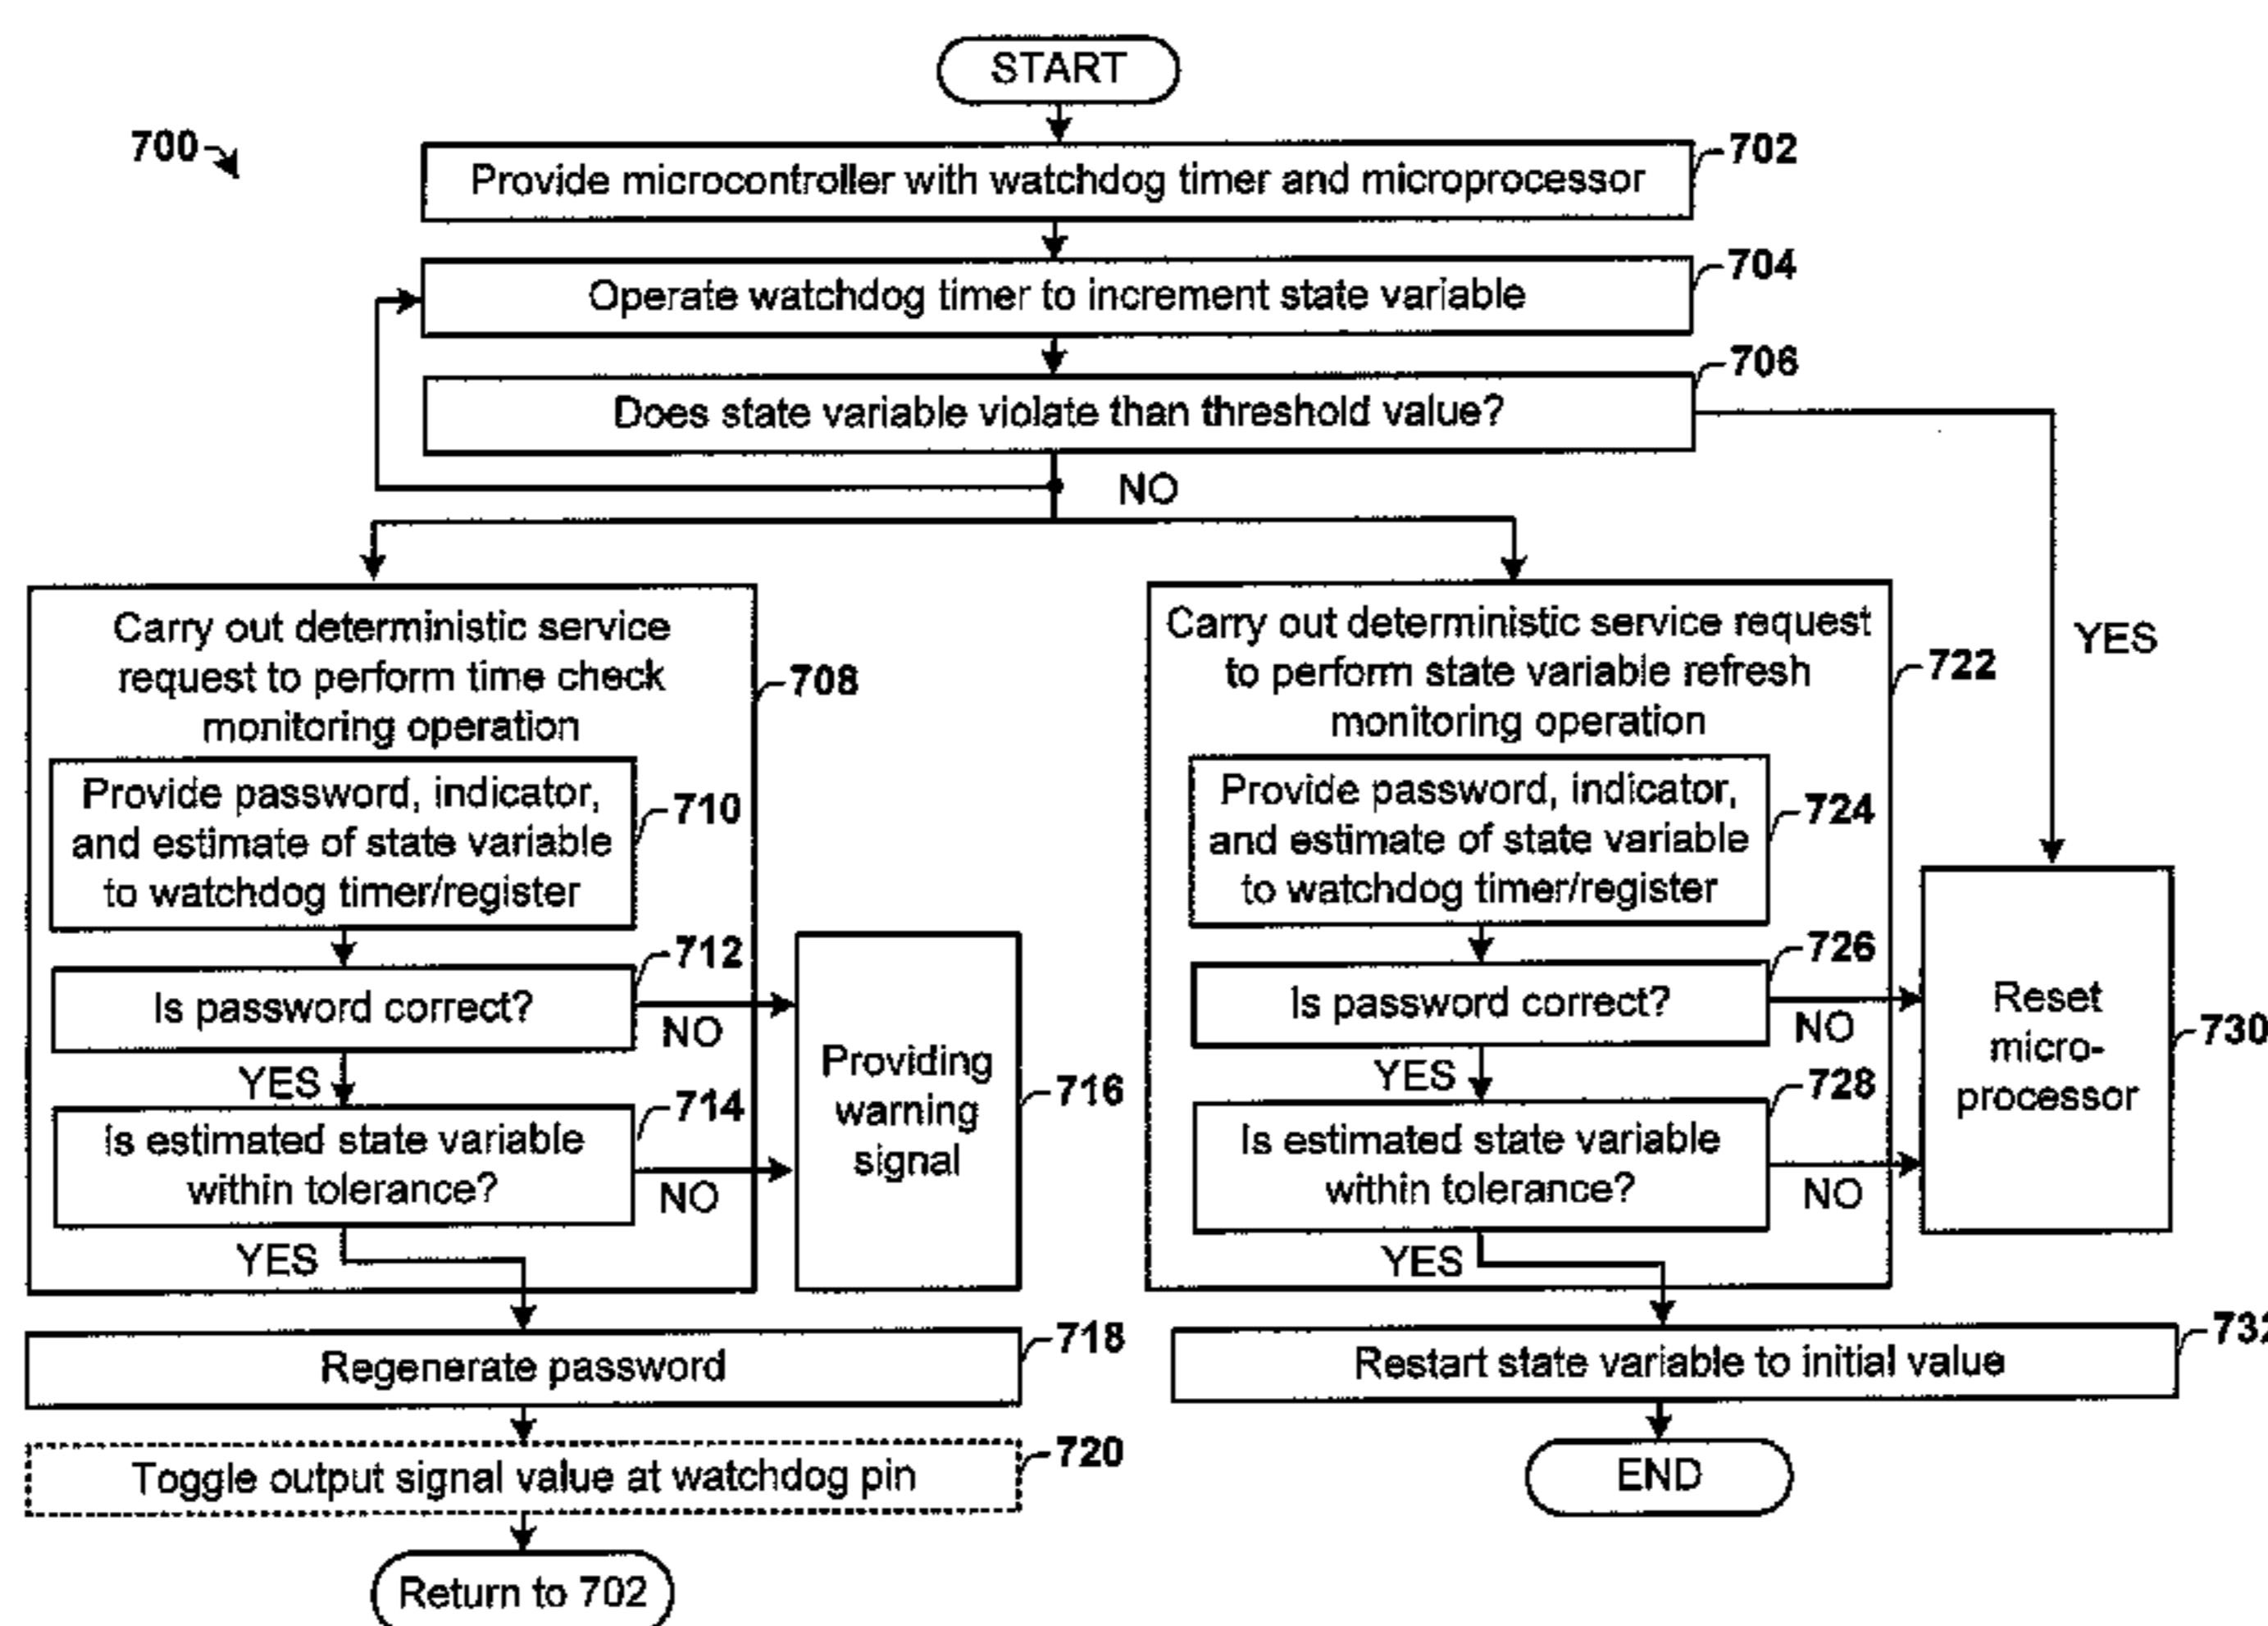 START
700
Provide microcontroller with watchdog timer and microprocessor
702
Operate watchdog timer to increment state variable
704
Does state variable violate than threshold value?
706
NO
YES
Carry out deterministic service
request to perform time check
monitoring operation
708
Provide password, indicator,
and estimate of state variable
to watchdog timer/register
710
Is password correct?
712
NO
YES
Is estimated state variable
within tolerance?
714
NO
YES
Providing
warning
signal
716
Regenerate password
718
Toggle output signal value at watchdog pin
720
Return to 702
Carry out deterministic service request
to perform state variable refresh
monitoring operation
722
Provide password, indicator,
and estimate of state variable
to watchdog timer/register
724
Is password correct?
726
NO
YES
Is estimated state variable
within tolerance?
728
NO
YES
Reset
micro-
processor
730
Restart state variable to initial value
732
END